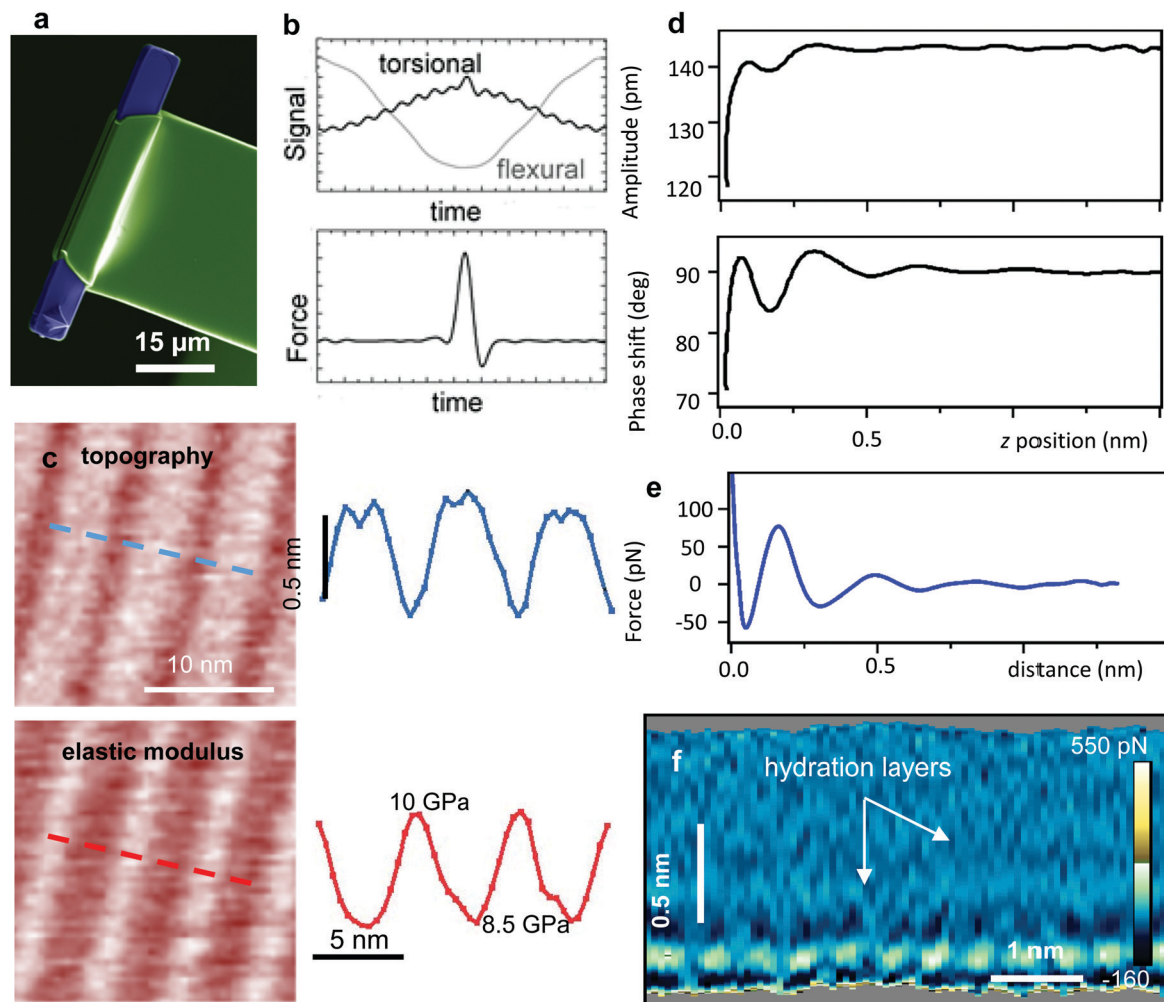 a
15 µm
b
torsional
flexural
Signal
time
Force
time
c
topography
10 nm
0.5 nm
elastic modulus
10 GPa
8.5 GPa
5 nm
d
Amplitude (pm)
140
130
120
Phase shift (deg)
90
80
70
0.0
0.5
z position (nm)
e
Force (pN)
100
50
0
-50
0.0
0.5
distance (nm)
f
hydration layers
550 pN
0.5 nm
1 nm
-160